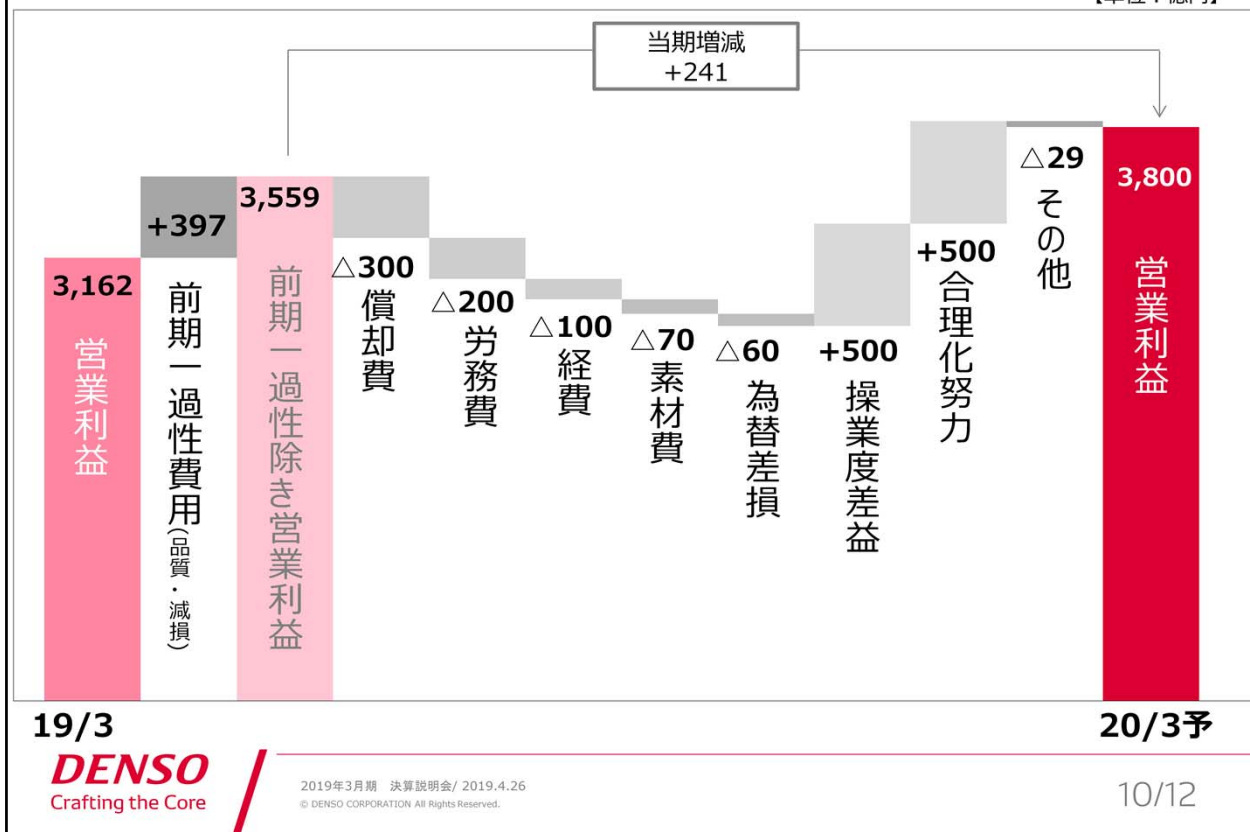 【単位：億円】
当期増減
+241
3,162
営業利益
+397
前期一過性費用(品質・減損)
3,559
前期一過性除き営業利益
△300
償却費
△200
労務費
△100
経費
△70
素材費
△60
為替差損
+500
操業度差益
+500
合理化努力
△29
その他
3,800
営業利益
19/3
20/3予
DENSO
Crafting the Core
2019年3月期 決算説明会/ 2019.4.26
© DENSO CORPORATION All Rights Reserved.
10/12